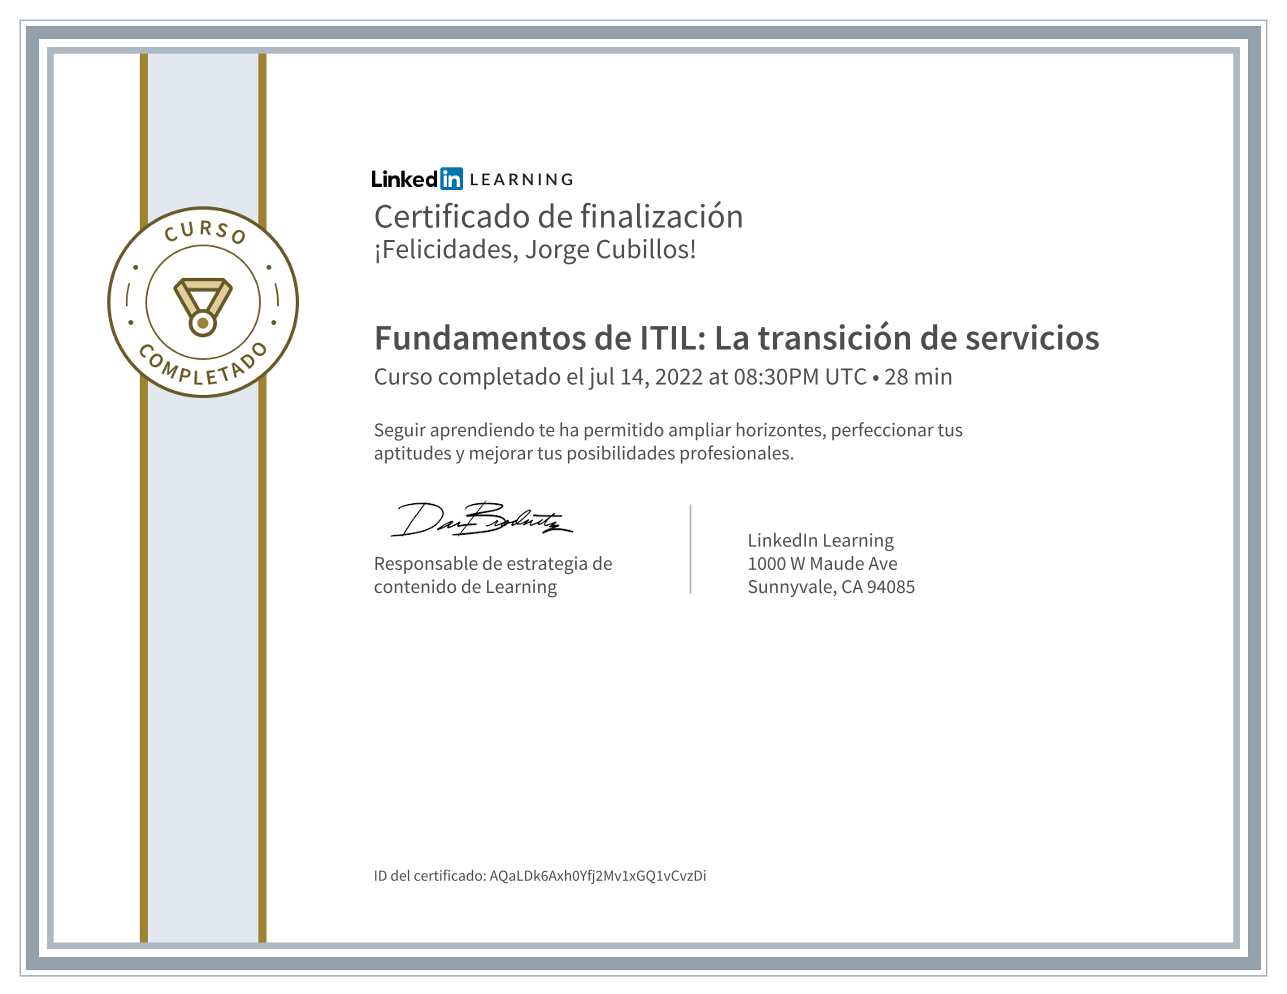 CURSO
COMPLETADO
Linkedin LEARNING
Certificado de finalización
¡Felicidades, Jorge Cubillos!
Fundamentos de ITIL: La transición de servicios
Curso completado el jul 14, 2022 at 08:30PM UTC • 28 min
Seguir aprendiendo te ha permitido ampliar horizontes, perfeccionar tus
aptitudes y mejorar tus posibilidades profesionales.
Responsable de estrategia de
contenido de Learning
LinkedIn Learning
1000 W Maude Ave
Sunnyvale, CA 94085
ID del certificado: AQaLDk6Axh0Yfj2Mv1xGQ1vCvzDi